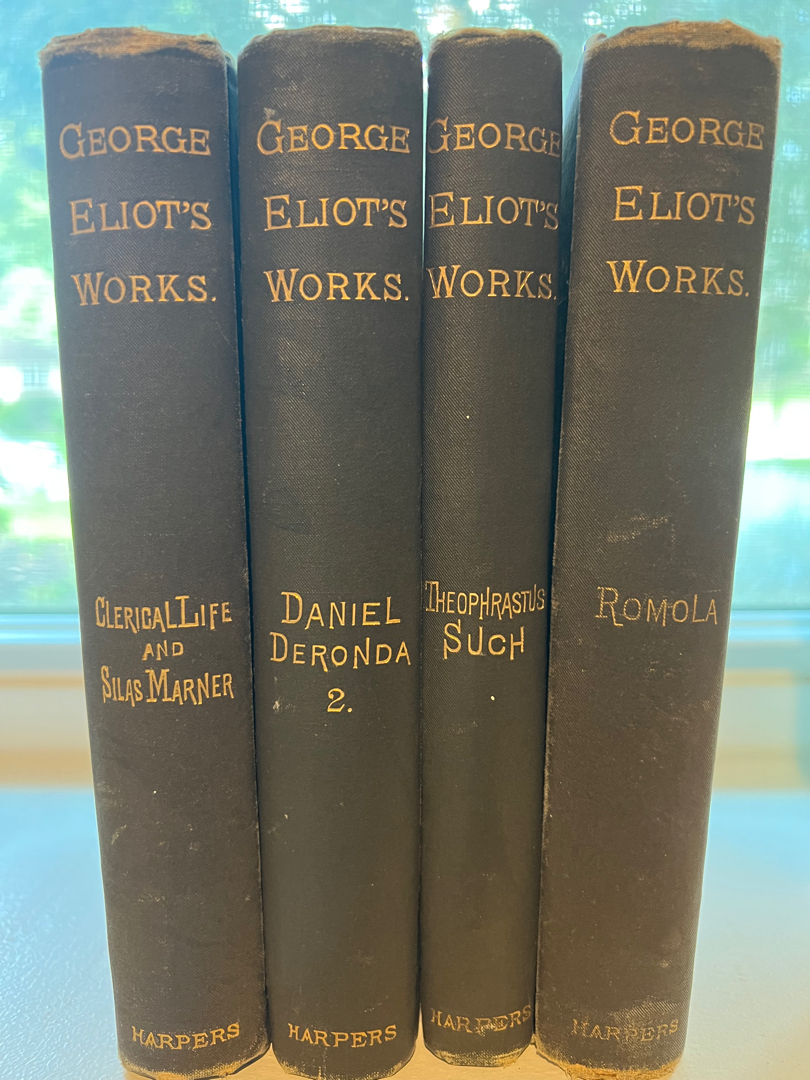 GEORGE
ELIOT'S
WORKS.
CLERICAL LIFE
AND
SILAS MARNER
HARPERS
GEORGE
ELIOT'S
WORKS.
DANIEL
DERONDA
2.
HARPERS
GEORGE
ELIOT'S
WORKS.
THEOPHRASTUS
SUCH
HARPERS
GEORGE
ELIOT'S
WORKS.
ROMOLA
HARPERS